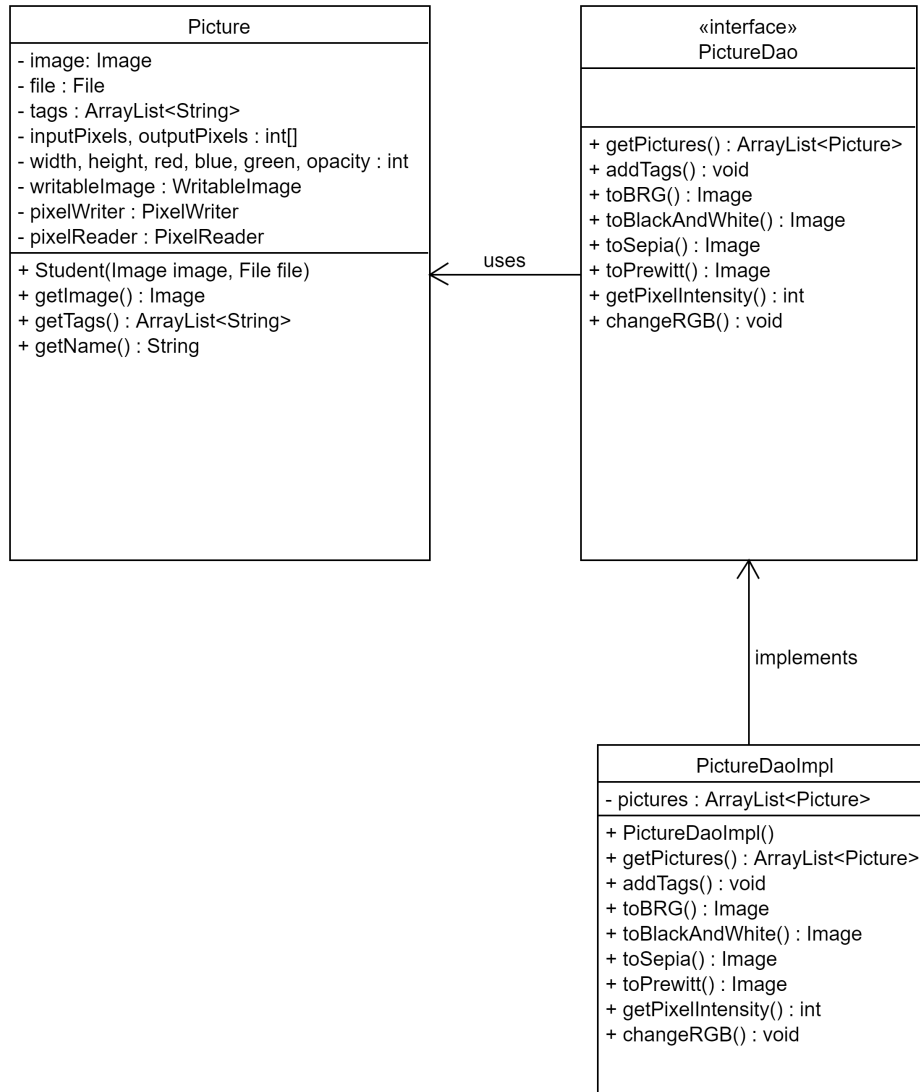 Picture
- image: Image
- file : File
- tags : ArrayList<String>
- inputPixels, outputPixels : int[]
- width, height, red, blue, green, opacity : int
- writableImage : WritableImage
- pixelWriter : PixelWriter
- pixelReader : PixelReader
+ Student(Image image, File file)
+ getImage() : Image
+ getTags() : ArrayList<String>
+ getName() : String
uses
«interface»
PictureDao
+ getPictures() : ArrayList<Picture>
+ addTags() : void
+ toBRG() : Image
+ toBlackAndWhite() : Image
+ toSepia() : Image
+ toPrewitt() : Image
+ getPixelIntensity() : int
+ changeRGB() : void
implements
PictureDaoImpl
- pictures : ArrayList<Picture>
+ PictureDaoImpl()
+ getPictures() : ArrayList<Picture>
+ addTags() : void
+ toBRG() : Image
+ toBlackAndWhite() : Image
+ toSepia() : Image
+ toPrewitt() : Image
+ getPixelIntensity() : int
+ changeRGB() : void